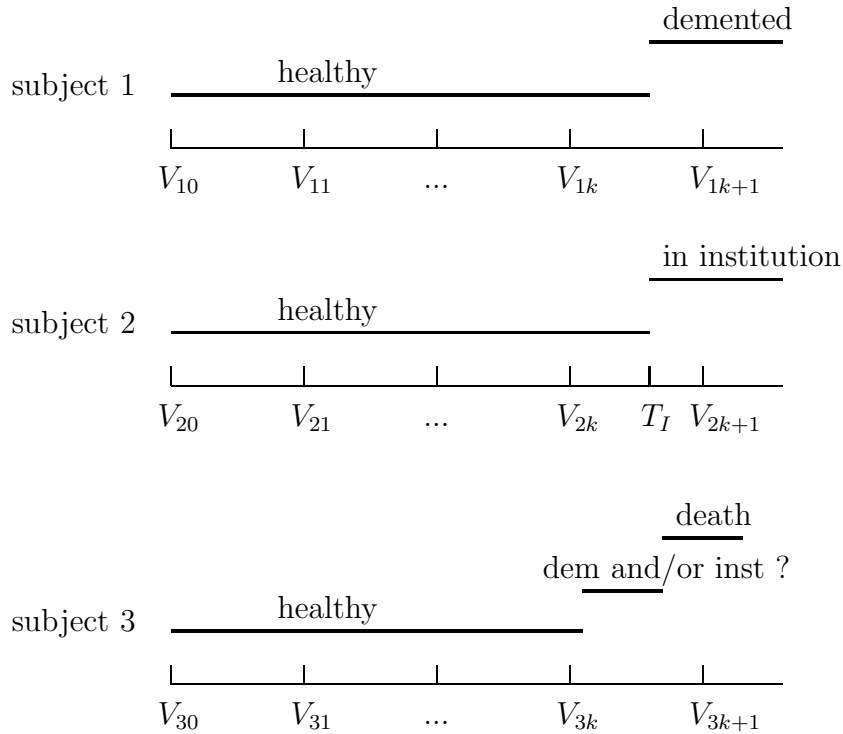 demented
healthy
subject 1
V₁₀ V₁₁ ... V₁ₖ V₁ₖ₊₁
in institution
healthy
subject 2
V₂₀ V₂₁ ... V₂ₖ T_I V₂ₖ₊₁
death
dem and/or inst ?
healthy
subject 3
V₃₀ V₃₁ ... V₃ₖ V₃ₖ₊₁